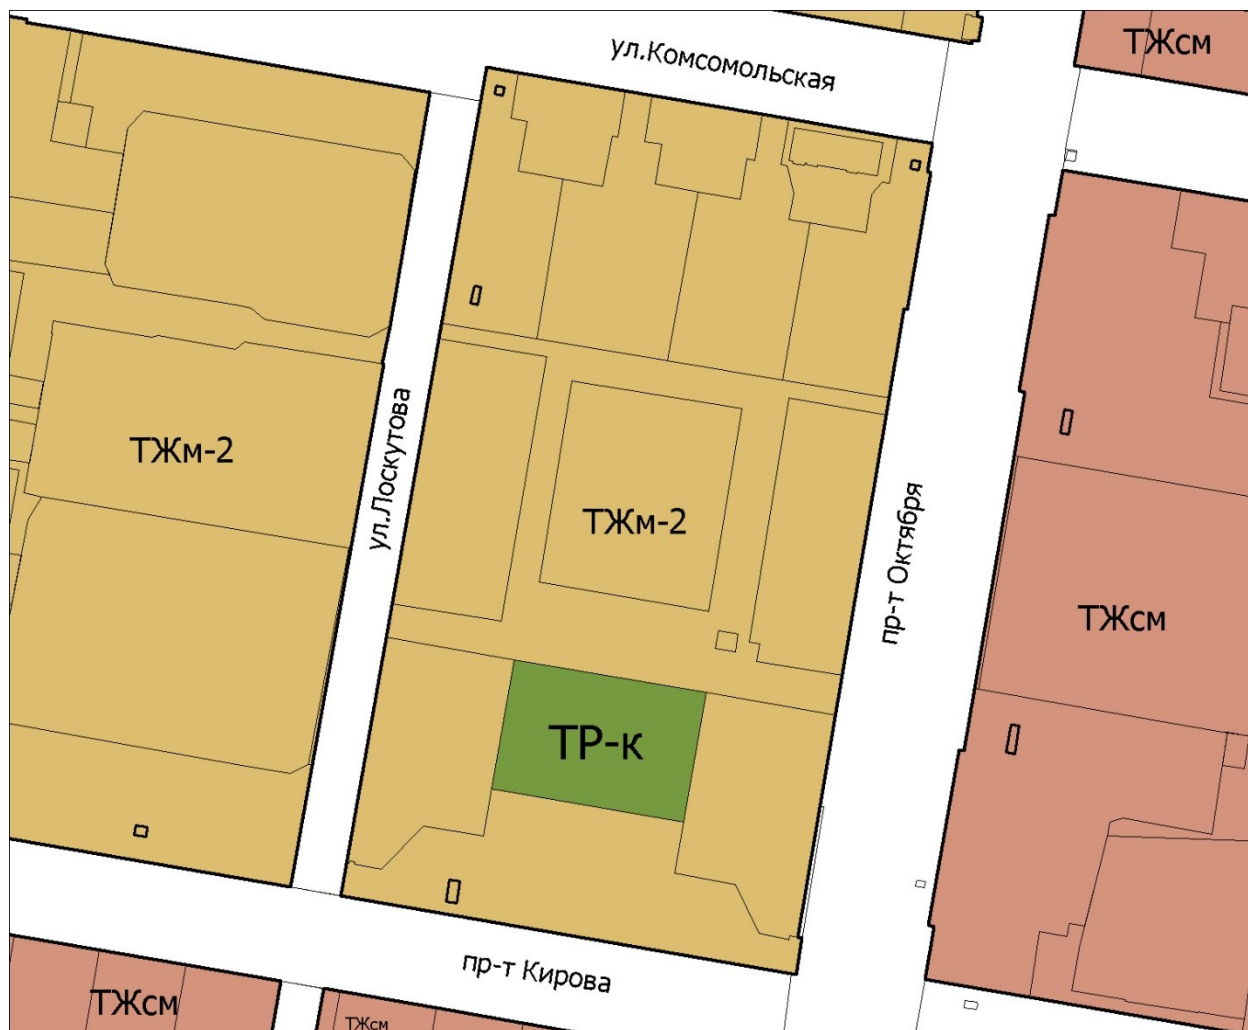 ул.Комсомольская
ТЖсм
ТЖм-2
ул.Лоскутова
ТЖм-2
пр-т Октября
ТЖсм
ТР-к
пр-т Кирова
ТЖсм
ТЖсм